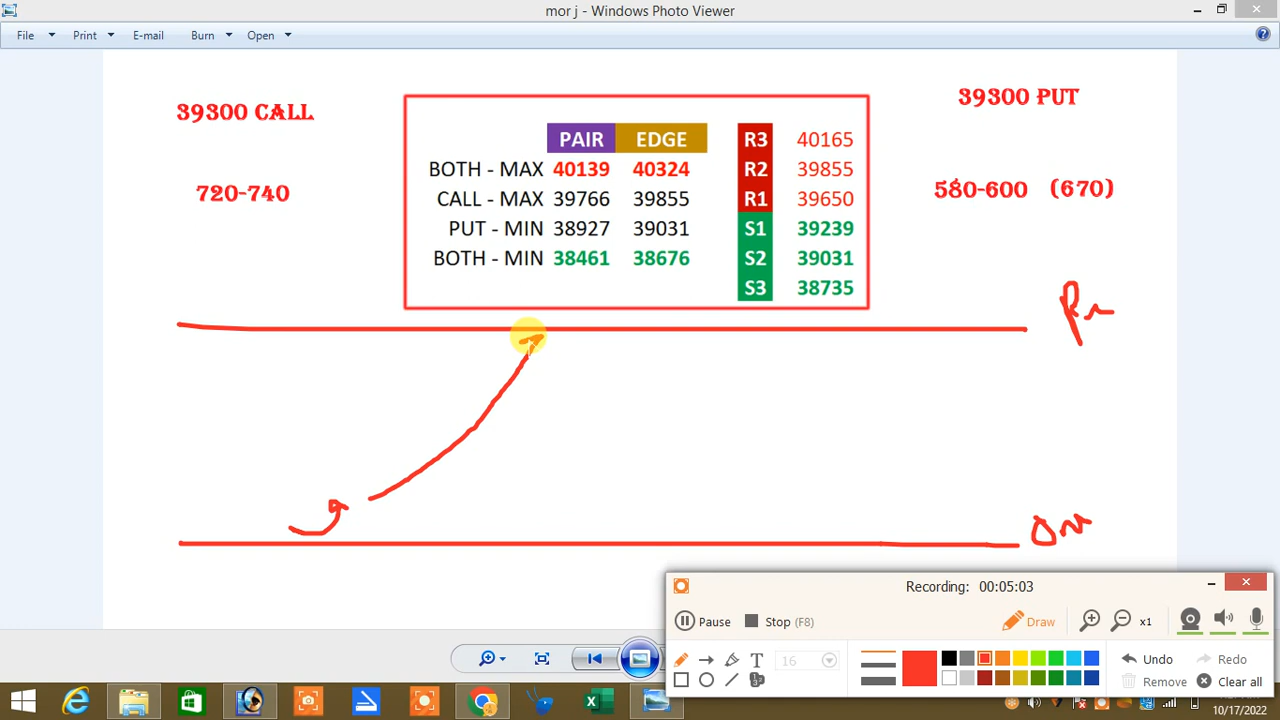 mor j - Windows Photo Viewer
File Print E-mail Burn Open
39300 CALL
39300 PUT
720-740
580-600 (670)
PAIR EDGE
BOTH - MAX 40139 40324
CALL - MAX 39766 39855
PUT - MIN 38927 39031
BOTH - MIN 38461 38676
R3 40165
R2 39855
R1 39650
S1 39239
S2 39031
S3 38735
Recording: 00:05:03
Pause Stop (F8) Draw x1
T 16 Undo Redo
Remove Clear all
10/17/2022